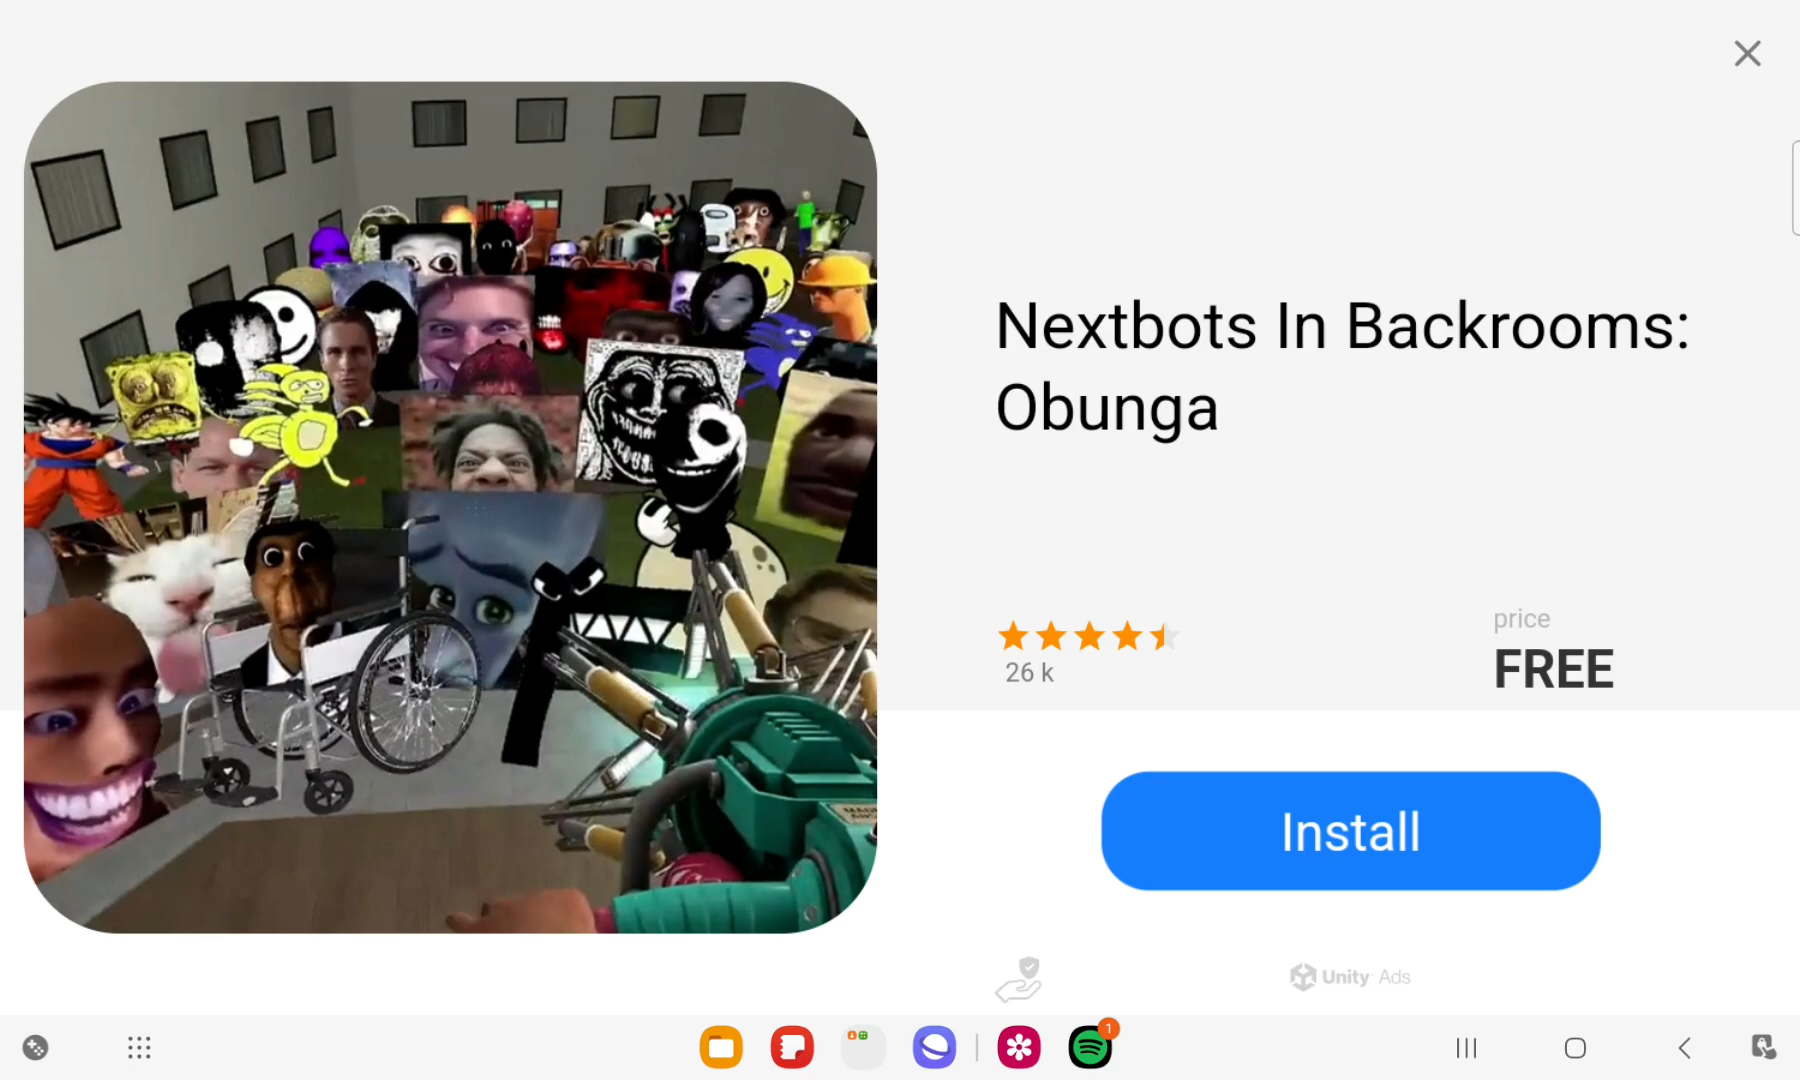 Nextbots In Backrooms:
Obunga
26 k
price
FREE
Install
Unity Ads
1